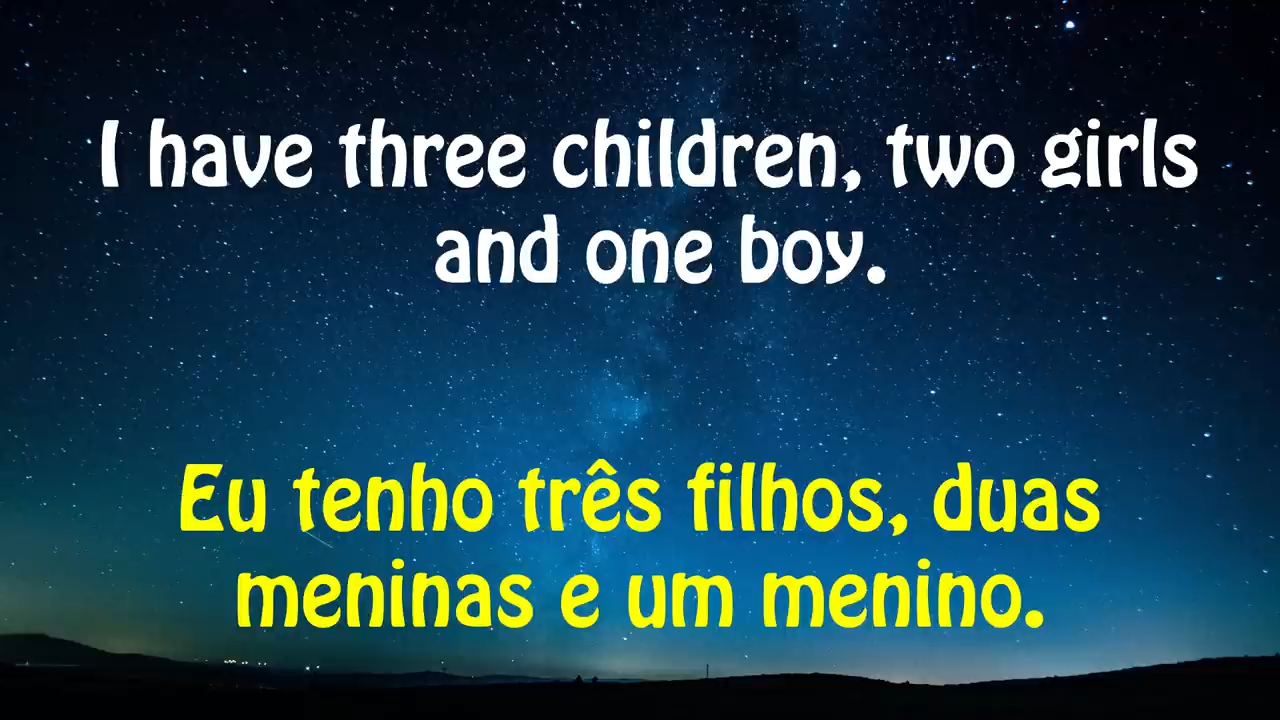 I have three children, two girls
and one boy.
Eu tenho três filhos, duas
meninas e um menino.